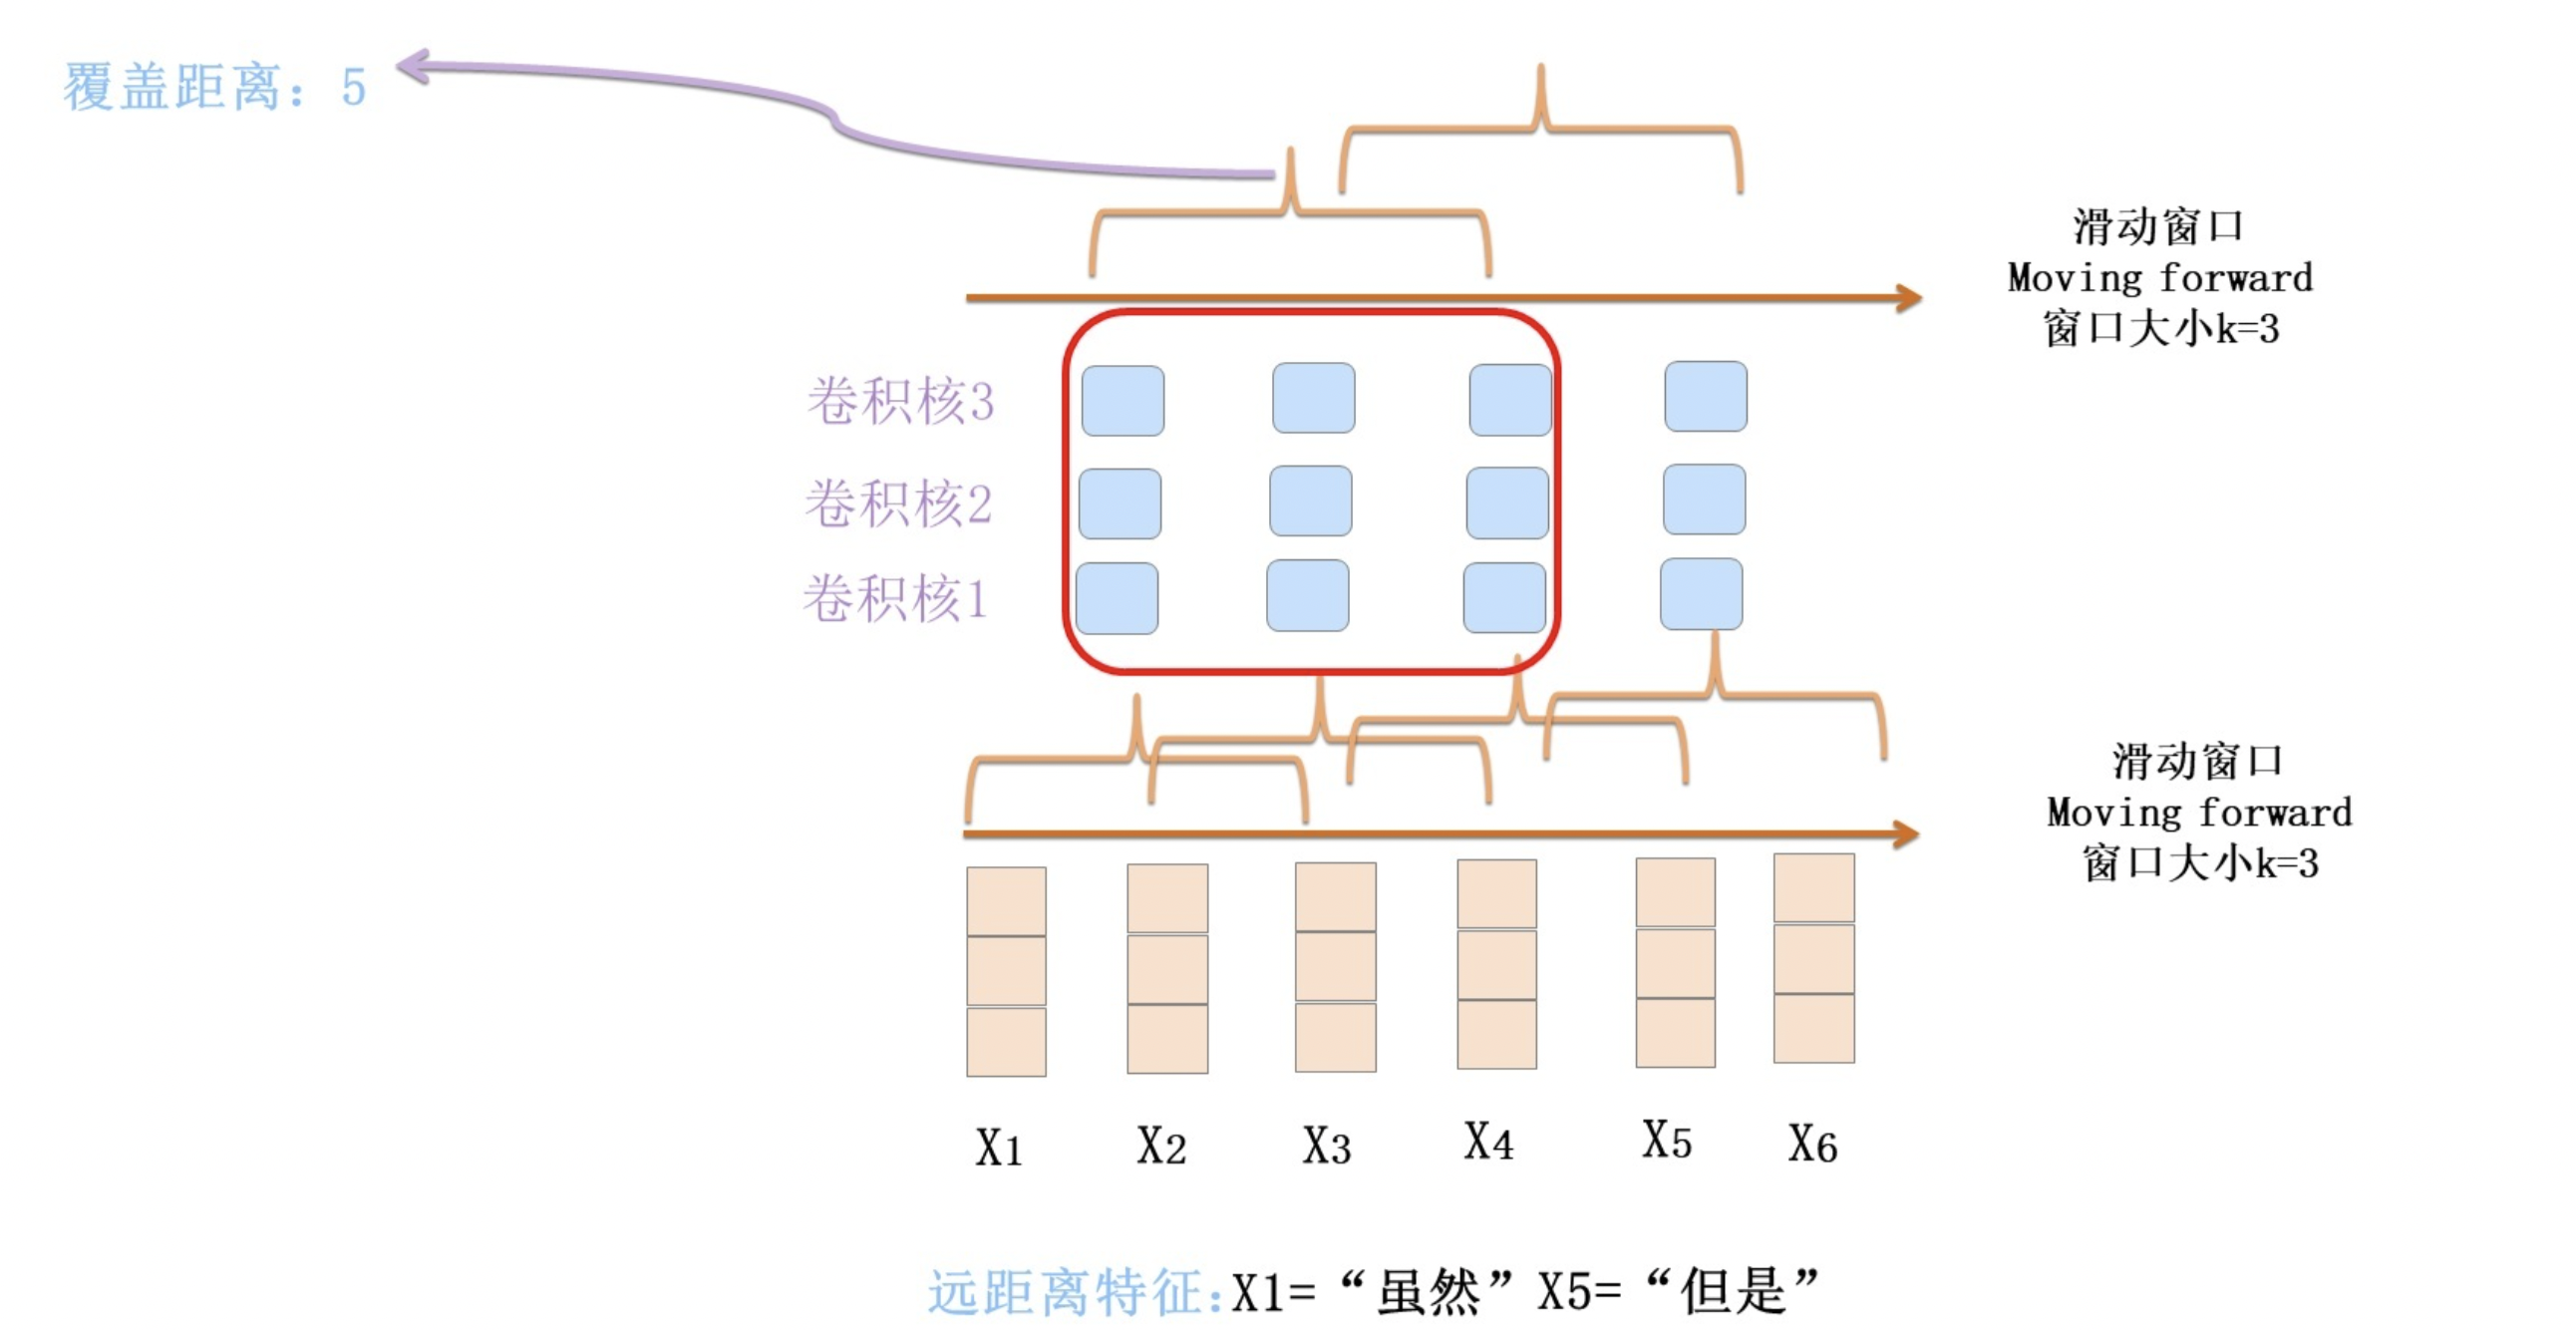 覆盖距离：5
滑动窗口
Moving forward
窗口大小k=3
卷积核3
卷积核2
卷积核1
滑动窗口
Moving forward
窗口大小k=3
X1 X2 X3 X4 X5 X6
远距离特征：X1=“虽然”X5=“但是”